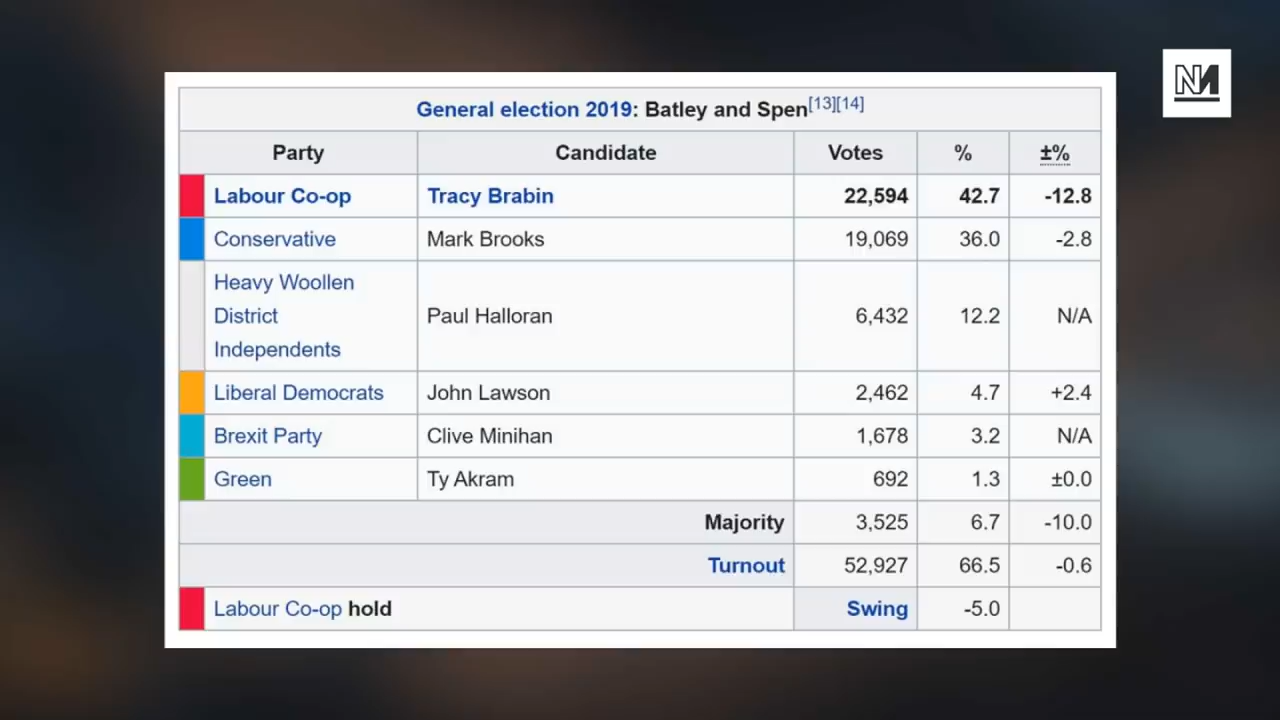 General election 2019: Batley and Spen[13][14]
Party Candidate Votes % ±%
Labour Co-op Tracy Brabin 22,594 42.7 -12.8
Conservative Mark Brooks 19,069 36.0 -2.8
Heavy Woollen
District Paul Halloran 6,432 12.2 N/A
Independents
Liberal Democrats John Lawson 2,462 4.7 +2.4
Brexit Party Clive Minihan 1,678 3.2 N/A
Green Ty Akram 692 1.3 ±0.0
Majority 3,525 6.7 -10.0
Turnout 52,927 66.5 -0.6
Labour Co-op hold Swing -5.0
NM